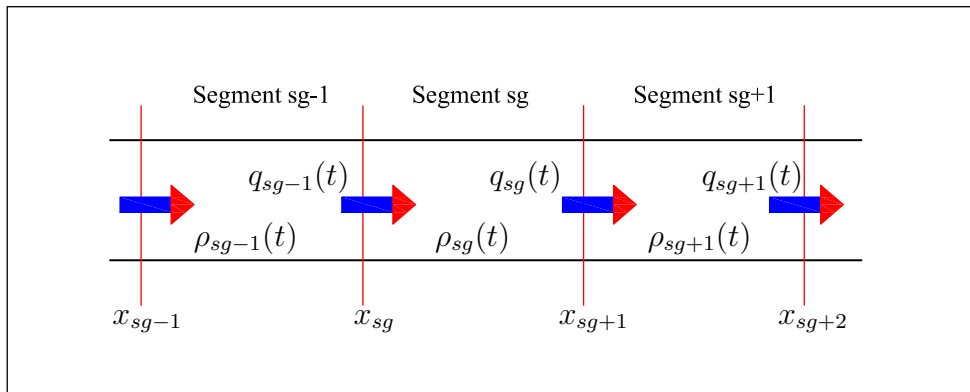 Segment sg-1 Segment sg Segment sg+1
q_{sg-1}(t) q_{sg}(t) q_{sg+1}(t)
ρ_{sg-1}(t) ρ_{sg}(t) ρ_{sg+1}(t)
x_{sg-1} x_{sg} x_{sg+1} x_{sg+2}